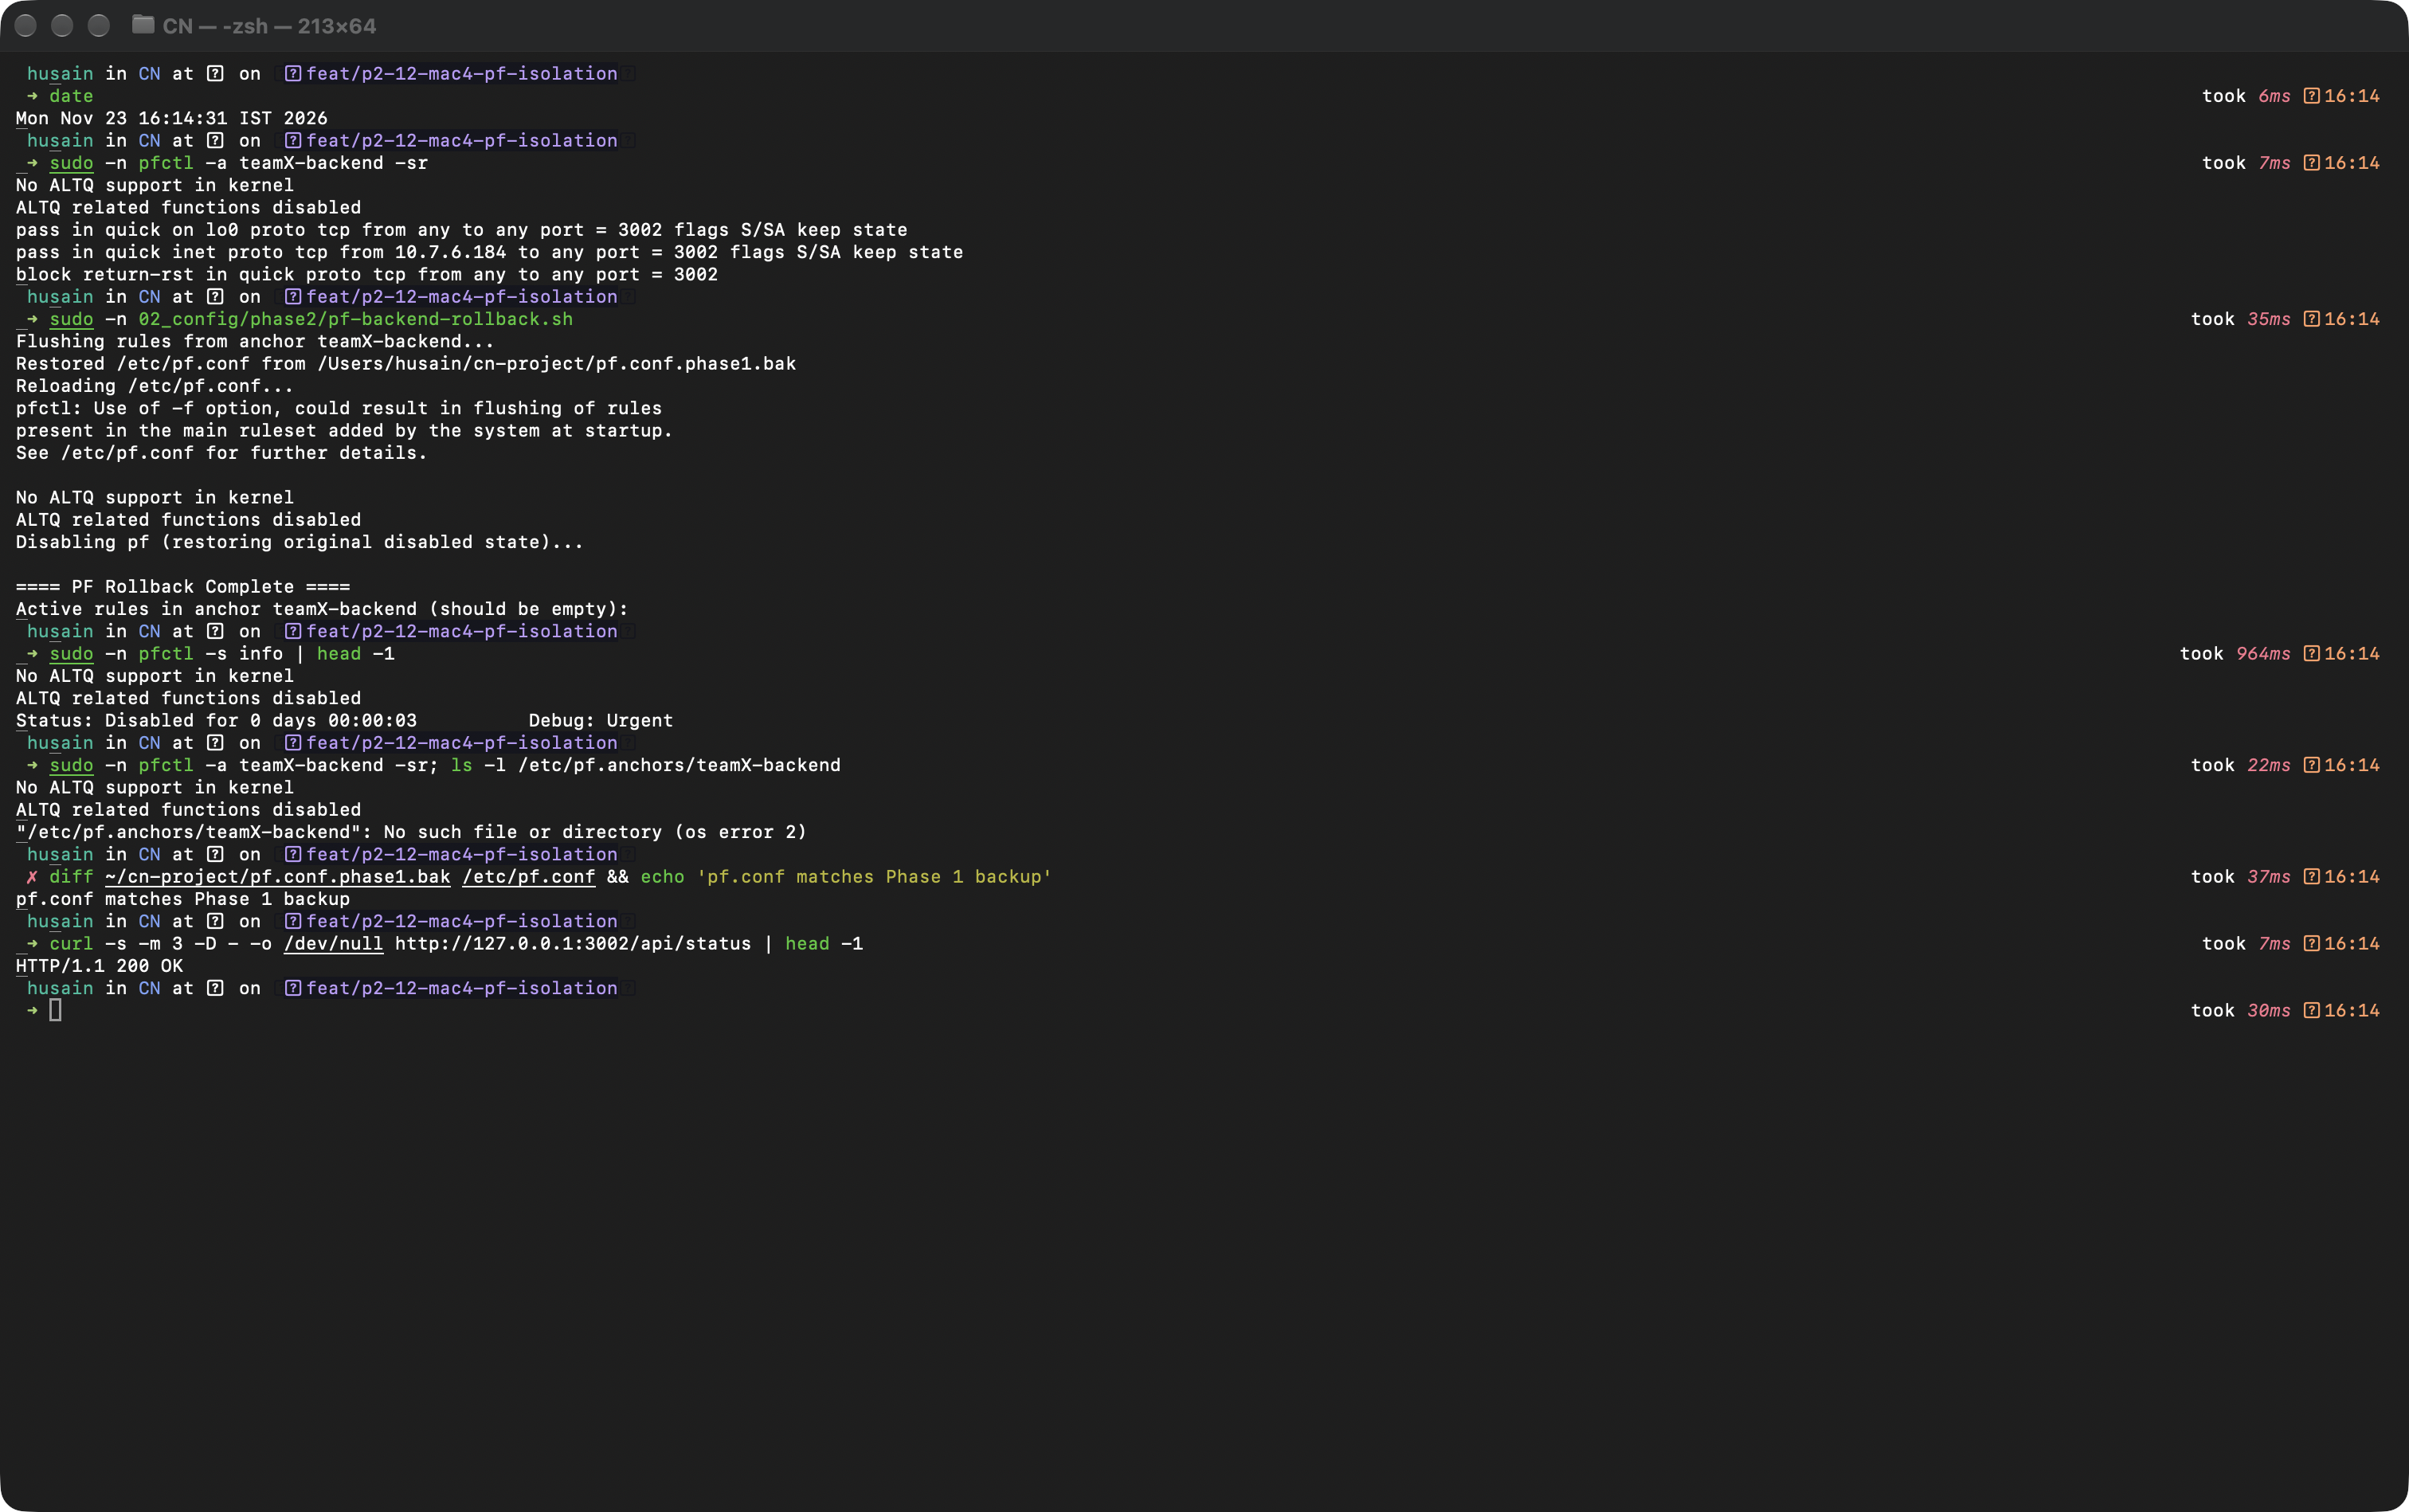 CN — -zsh — 213×64
husain in CN at ? on ? feat/p2-12-mac4-pf-isolation
→ date took 6ms ? 16:14
Mon Nov 23 16:14:31 IST 2026
husain in CN at ? on ? feat/p2-12-mac4-pf-isolation
→ sudo -n pfctl -a teamX-backend -sr took 7ms ? 16:14
No ALTQ support in kernel
ALTQ related functions disabled
pass in quick on lo0 proto tcp from any to any port = 3002 flags S/SA keep state
pass in quick inet proto tcp from 10.7.6.184 to any port = 3002 flags S/SA keep state
block return-rst in quick proto tcp from any to any port = 3002
husain in CN at ? on ? feat/p2-12-mac4-pf-isolation
→ sudo -n 02_config/phase2/pf-backend-rollback.sh took 35ms ? 16:14
Flushing rules from anchor teamX-backend...
Restored /etc/pf.conf from /Users/husain/cn-project/pf.conf.phase1.bak
Reloading /etc/pf.conf...
pfctl: Use of -f option, could result in flushing of rules
present in the main ruleset added by the system at startup.
See /etc/pf.conf for further details.
No ALTQ support in kernel
ALTQ related functions disabled
Disabling pf (restoring original disabled state)...
==== PF Rollback Complete ====
Active rules in anchor teamX-backend (should be empty):
husain in CN at ? on ? feat/p2-12-mac4-pf-isolation
→ sudo -n pfctl -s info | head -1 took 964ms ? 16:14
No ALTQ support in kernel
ALTQ related functions disabled
Status: Disabled for 0 days 00:00:03 Debug: Urgent
husain in CN at ? on ? feat/p2-12-mac4-pf-isolation
→ sudo -n pfctl -a teamX-backend -sr; ls -l /etc/pf.anchors/teamX-backend took 22ms ? 16:14
No ALTQ support in kernel
ALTQ related functions disabled
"/etc/pf.anchors/teamX-backend": No such file or directory (os error 2)
husain in CN at ? on ? feat/p2-12-mac4-pf-isolation
✗ diff ~/cn-project/pf.conf.phase1.bak /etc/pf.conf && echo 'pf.conf matches Phase 1 backup' took 37ms ? 16:14
pf.conf matches Phase 1 backup
husain in CN at ? on ? feat/p2-12-mac4-pf-isolation
→ curl -s -m 3 -D - -o /dev/null http://127.0.0.1:3002/api/status | head -1 took 7ms ? 16:14
HTTP/1.1 200 OK
husain in CN at ? on ? feat/p2-12-mac4-pf-isolation
→ took 30ms ? 16:14